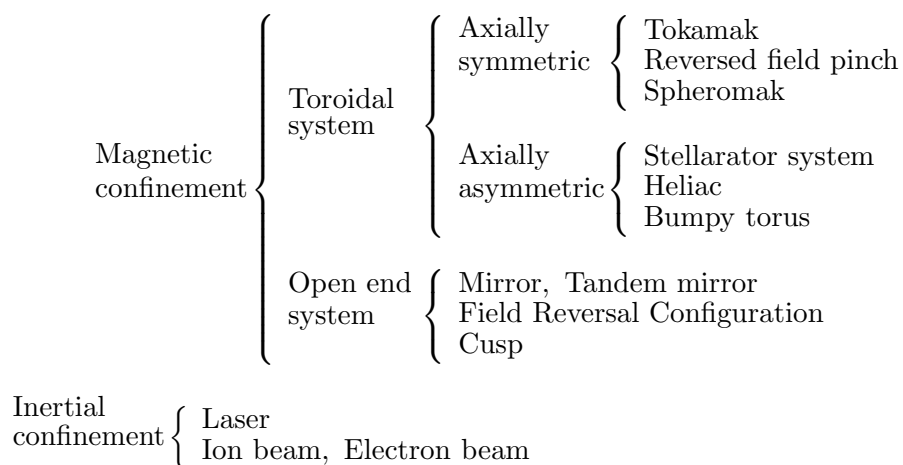 Magnetic
confinement
Toroidal
system
Axially
symmetric
Tokamak
Reversed field pinch
Spheromak
Axially
asymmetric
Stellarator system
Heliac
Bumpy torus
Open end
system
Mirror, Tandem mirror
Field Reversal Configuration
Cusp
Inertial
confinement
Laser
Ion beam, Electron beam